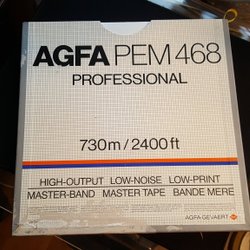 AGFA PEM 468
PROFESSIONAL
730m/2400 ft
HIGH-OUTPUT LOW-NOISE LOW-PRINT
MASTER-BAND MASTER TAPE BANDE MERE
AGFA-GEVAERT